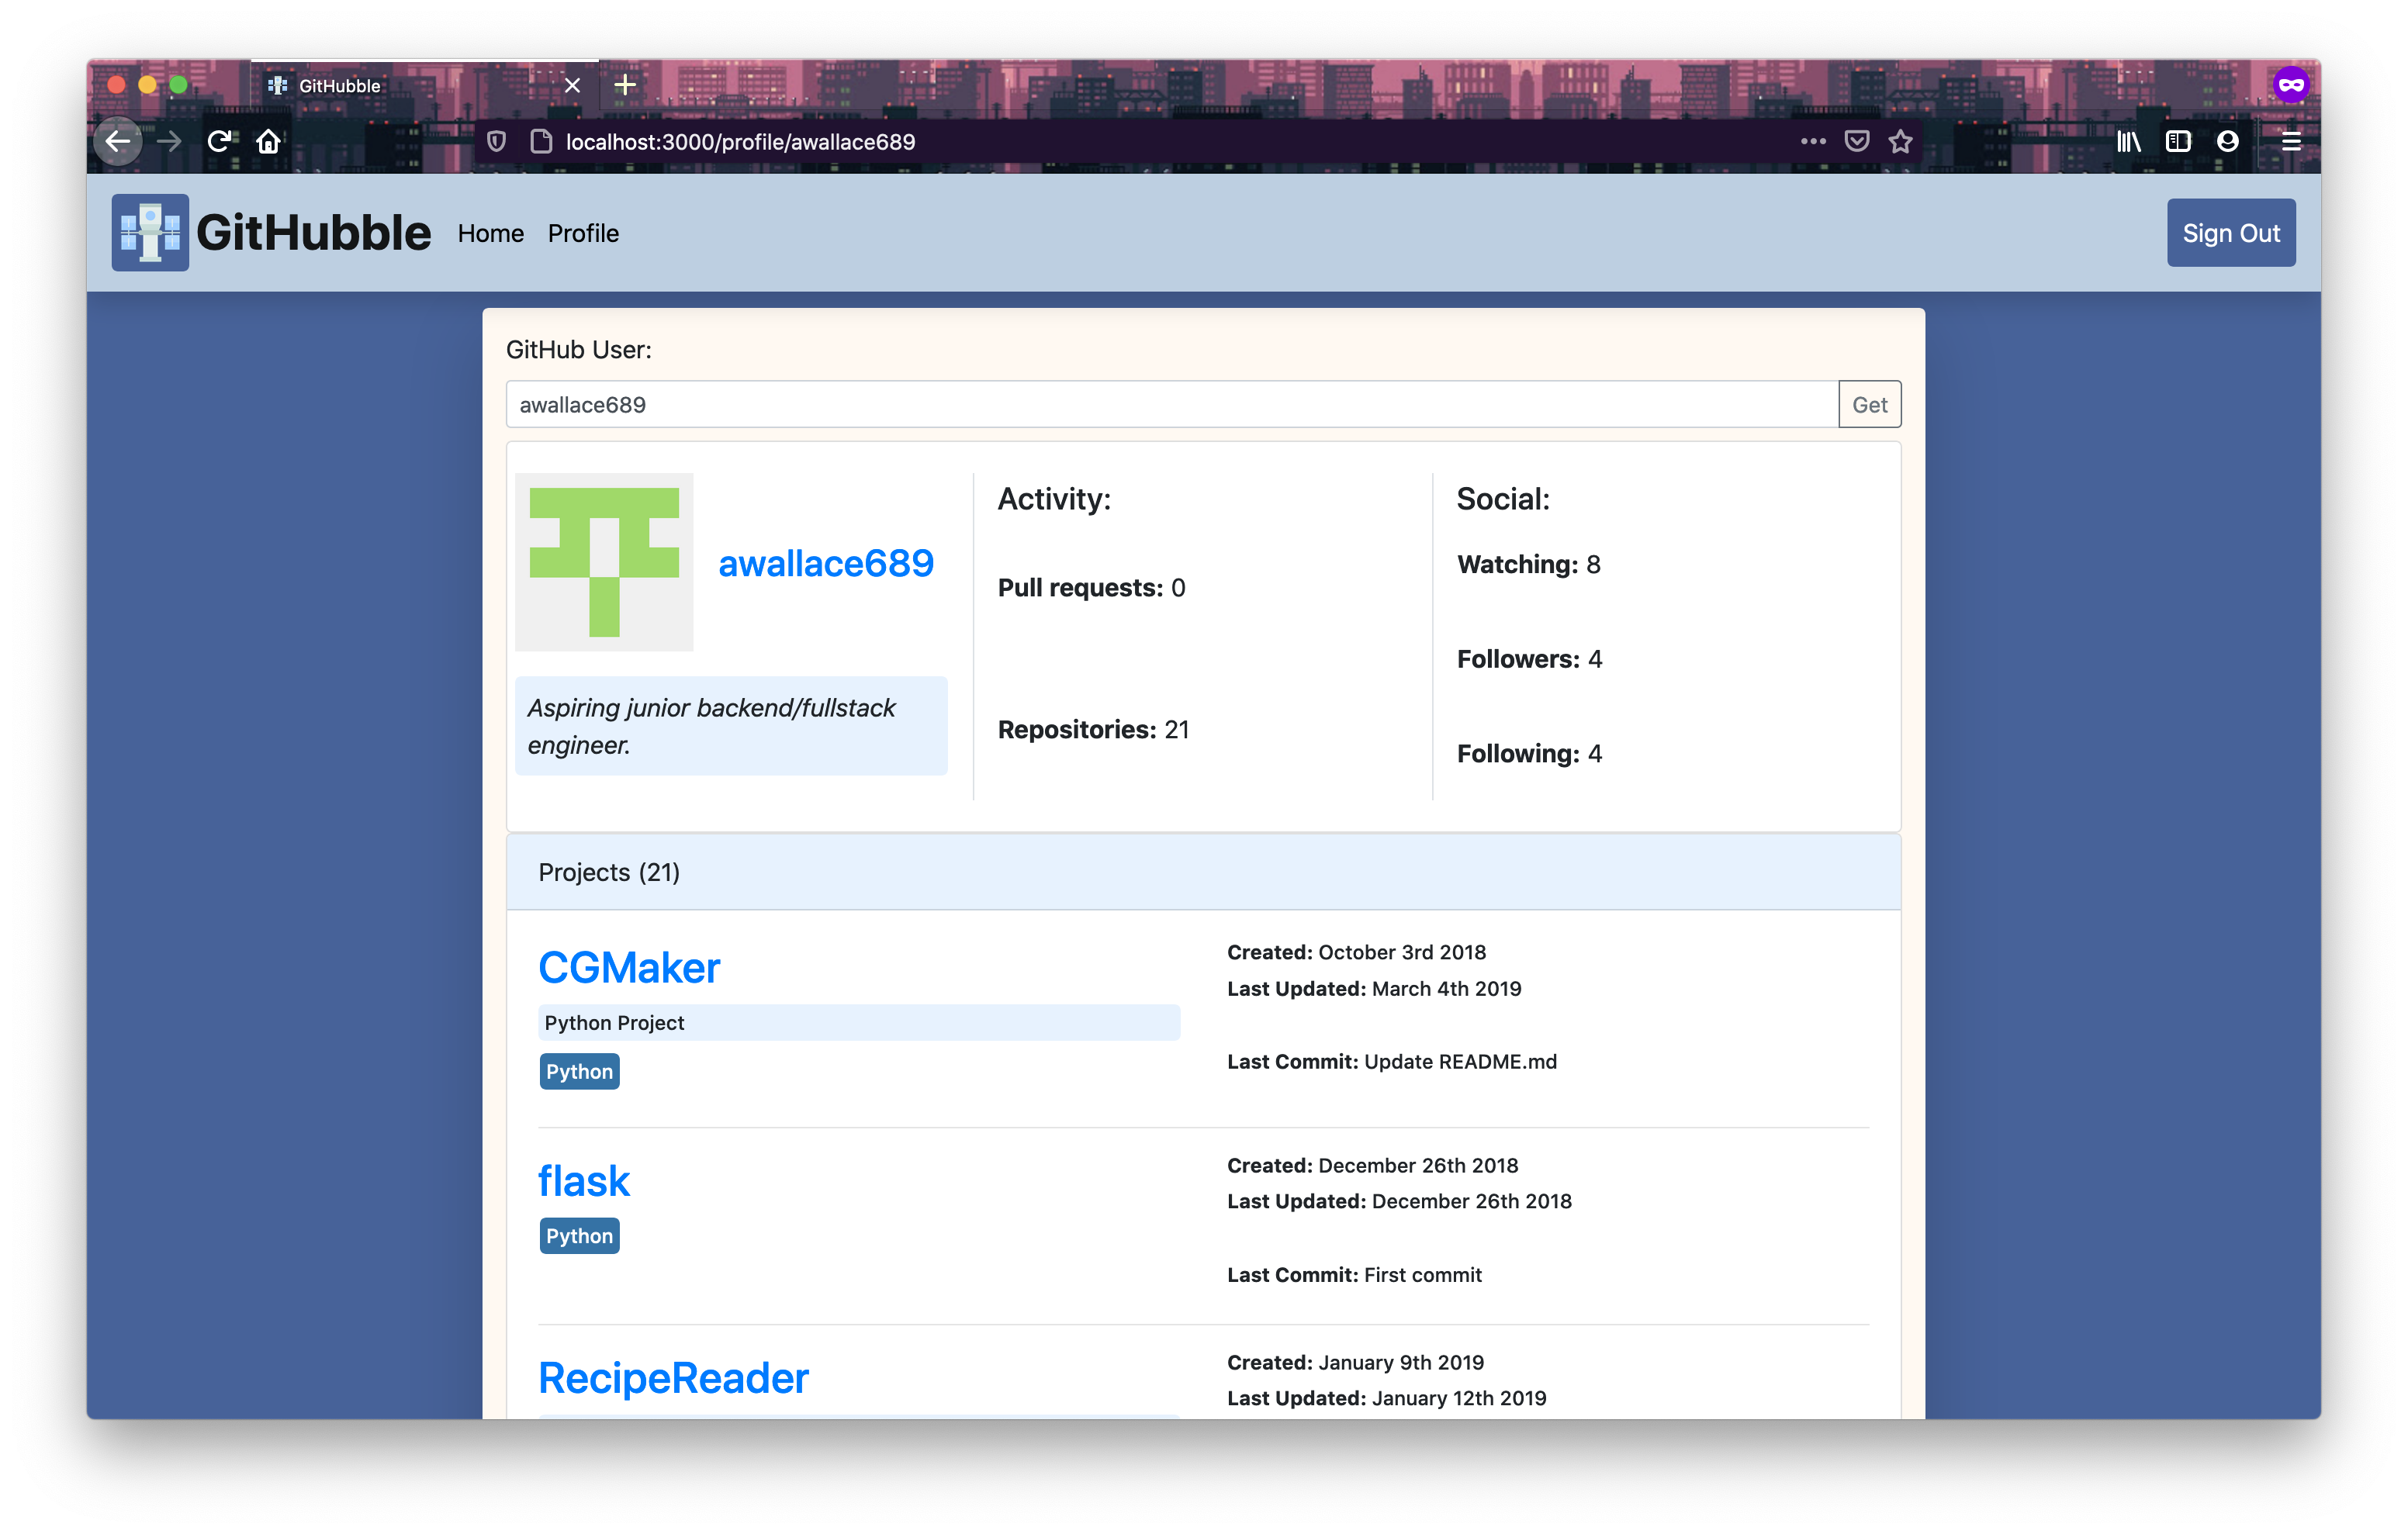 GitHubble
localhost:3000/profile/awallace689
GitHubble Home Profile Sign Out
GitHub User:
awallace689 Get
awallace689
Aspiring junior backend/fullstack
engineer.
Activity:
Pull requests: 0
Repositories: 21
Social:
Watching: 8
Followers: 4
Following: 4
Projects (21)
CGMaker
Python Project
Python
Created: October 3rd 2018
Last Updated: March 4th 2019
Last Commit: Update README.md
flask
Python
Created: December 26th 2018
Last Updated: December 26th 2018
Last Commit: First commit
RecipeReader
Created: January 9th 2019
Last Updated: January 12th 2019